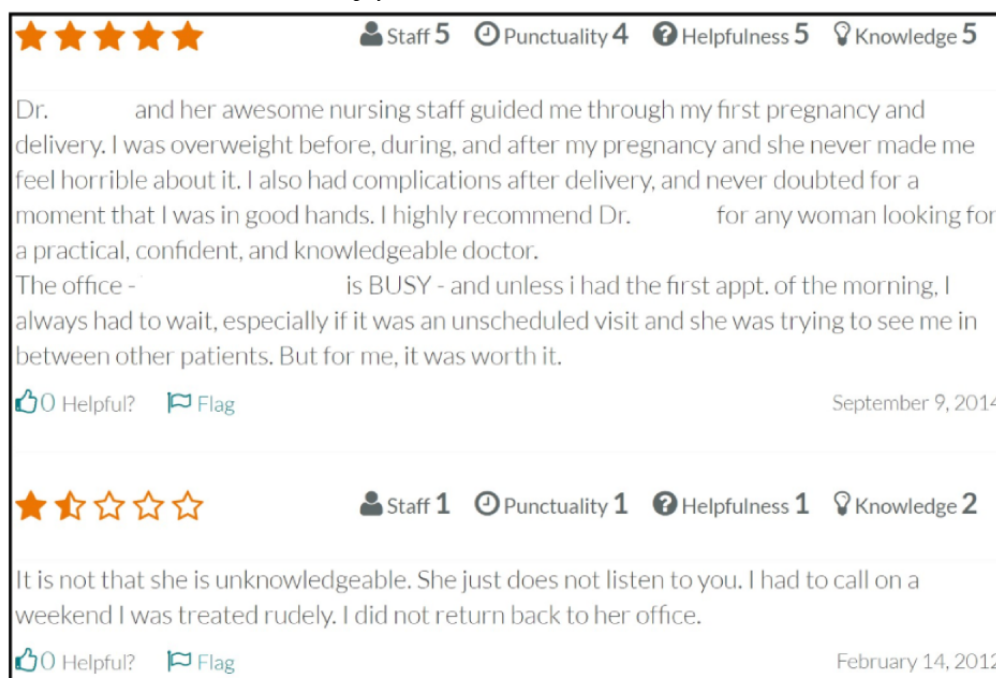 Staff 5 Punctuality 4 Helpfulness 5 Knowledge 5
Dr. and her awesome nursing staff guided me through my first pregnancy and
delivery. I was overweight before, during, and after my pregnancy and she never made me
feel horrible about it. I also had complications after delivery, and never doubted for a
moment that I was in good hands. I highly recommend Dr. for any woman looking for
a practical, confident, and knowledgeable doctor.
The office - is BUSY - and unless i had the first appt. of the morning, I
always had to wait, especially if it was an unscheduled visit and she was trying to see me in
between other patients. But for me, it was worth it.
0 Helpful? Flag September 9, 2014
Staff 1 Punctuality 1 Helpfulness 1 Knowledge 2
It is not that she is unknowledgeable. She just does not listen to you. I had to call on a
weekend I was treated rudely. I did not return back to her office.
0 Helpful? Flag February 14, 2012